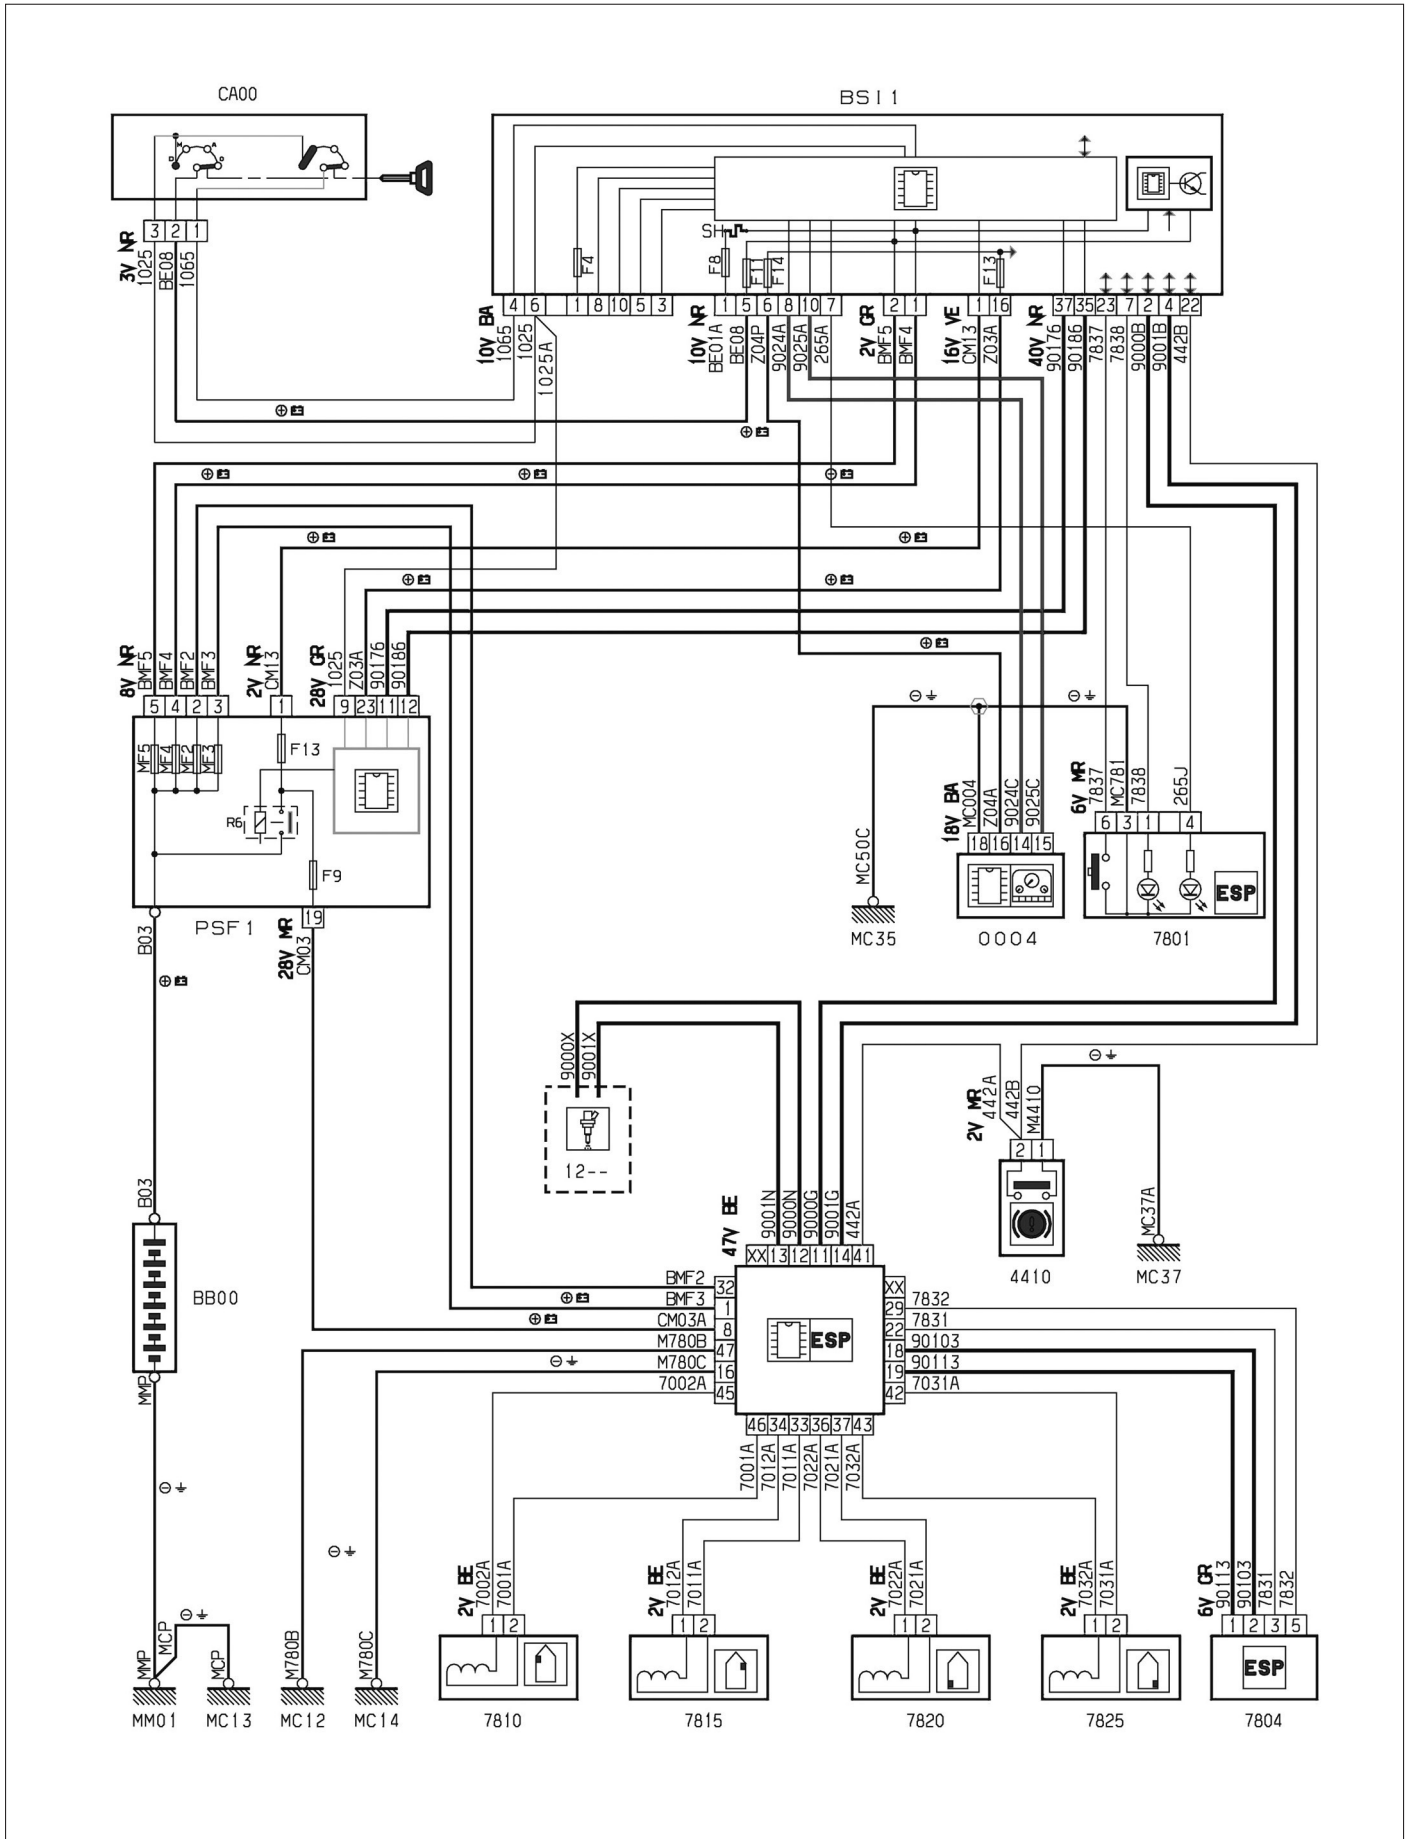 CA00
BSI1
M A
D O
SH
F4
F8
F1
F14
F13
3 2 1
3V NR
1025
BE08
1065
4 6 1 8 10 5 3
10V BA
1065
1025
1025A
1 5 6 8 10 7
10V NR
BE01A
BE08
Z04P
9024A
9025A
265A
2 1
2V GR
BMF5
BMF4
1 16
16V VE
CM13
Z03A
37 35 23 7 2 4 22
40V NR
90176
90186
7837
7838
9000B
9001B
442B
8V NR
BMF5
BMF4
BMF2
BMF3
2V NR
CM13
28V GR
1025
Z03A
90176
90186
5 4 2 3
1
9 23 11 12
MF5
MF4
MF2
MF3
F13
R6
F9
PSF1
19
28V MR
CM03
B03
18V BA
MC004
Z04A
9024C
9025C
18 16 14 15
0004
MC50C
MC35
6V MR
7837
MC781
7838
265J
6 3 1 4
ESP
7801
9000X
9001X
12--
2V MR
442A
442B
M4410
2 1
4410
MC37A
MC37
B03
BB00
MMP
47V BE
9001N
9000N
9000G
9001G
442A
XX 13 12 11 14 41
BMF2 32
BMF3 1
CM03A 8
M780B 47
M780C 16
7002A 45
ESP
XX
29 7832
22 7831
18 90103
19 90113
42 7031A
46 34 33 36 37 43
7001A
7012A
7011A
7022A
7021A
7032A
2V BE
7002A
7001A
1 2
2V BE
7012A
7011A
1 2
2V BE
7022A
7021A
1 2
2V BE
7032A
7031A
1 2
6V GR
90113
90103
7831
7832
1 2 3 5
ESP
MMP
MCP
MCP
M780B
M780C
MM01 MC13 MC12 MC14 7810 7815 7820 7825 7804